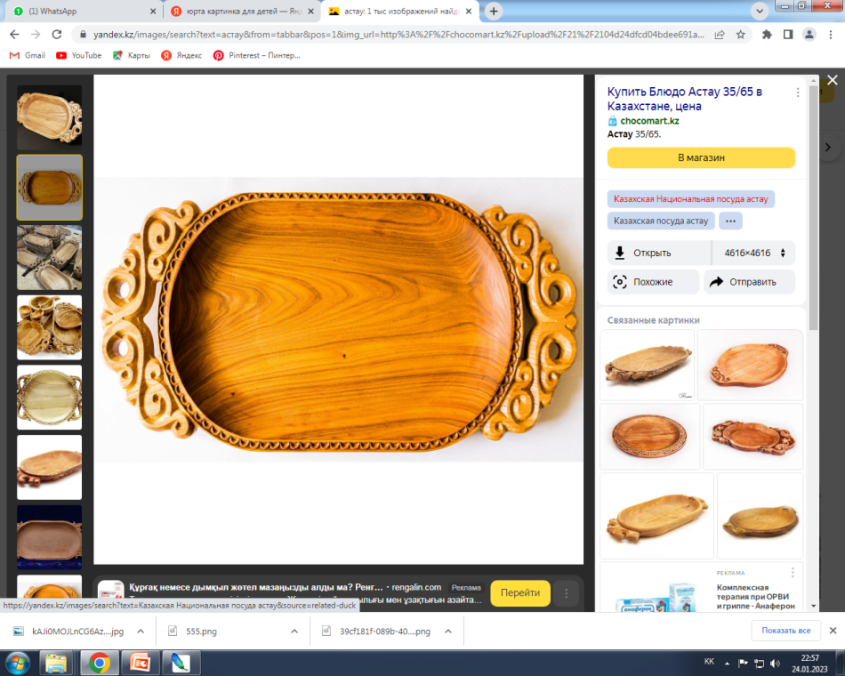 (1) WhatsApp
юрта картинка для детей — Янд
астау: 1 тыс изображений найд
yandex.kz/images/search?text=астау&from=tabbar&pos=1&img_url=http%3A%2F%2Fchocomart.kz%2Fupload%2F21%2F2104d24dfcd04bdee691a...
Gmail
YouTube
Карты
Яндекс
Pinterest – Пинтер...
Купить Блюдо Астау 35/65 в
Казахстане, цена
chocomart.kz
Астау 35/65.
В магазин
Казахская Национальная посуда астау
Казахская посуда астау
Открыть
4616×4616
Похожие
Отправить
Связанные картинки
Құрғақ немесе дымқыл жөтел мазаңызды алды ма? Ренг... · rengalin.com Реклама
лығы мен ұзақтығын азайта...
Перейти
РЕКЛАМА
Комплексная
терапия при ОРВИ
и гриппе - Анаферон
https://yandex.kz/images/search?text=Казахская Национальная посуда астау&source=related-duck
kAJi0MOJLnCG6Az....jpg
555.png
39cf181f-089b-40....png
Показать все
KK
22:57
24.01.2023